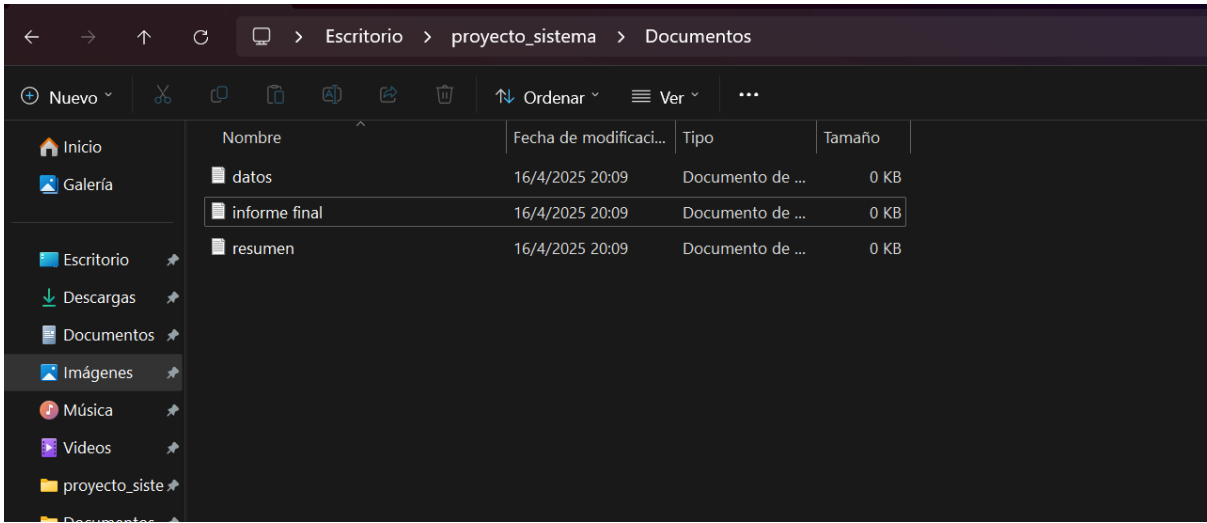 Escritorio > proyecto_sistema > Documentos
Nuevo Ordenar Ver ...
Inicio
Galería
Escritorio
Descargas
Documentos
Imágenes
Música
Videos
proyecto_siste
Documentos
Nombre Fecha de modificaci... Tipo Tamaño
datos 16/4/2025 20:09 Documento de ... 0 KB
informe final 16/4/2025 20:09 Documento de ... 0 KB
resumen 16/4/2025 20:09 Documento de ... 0 KB